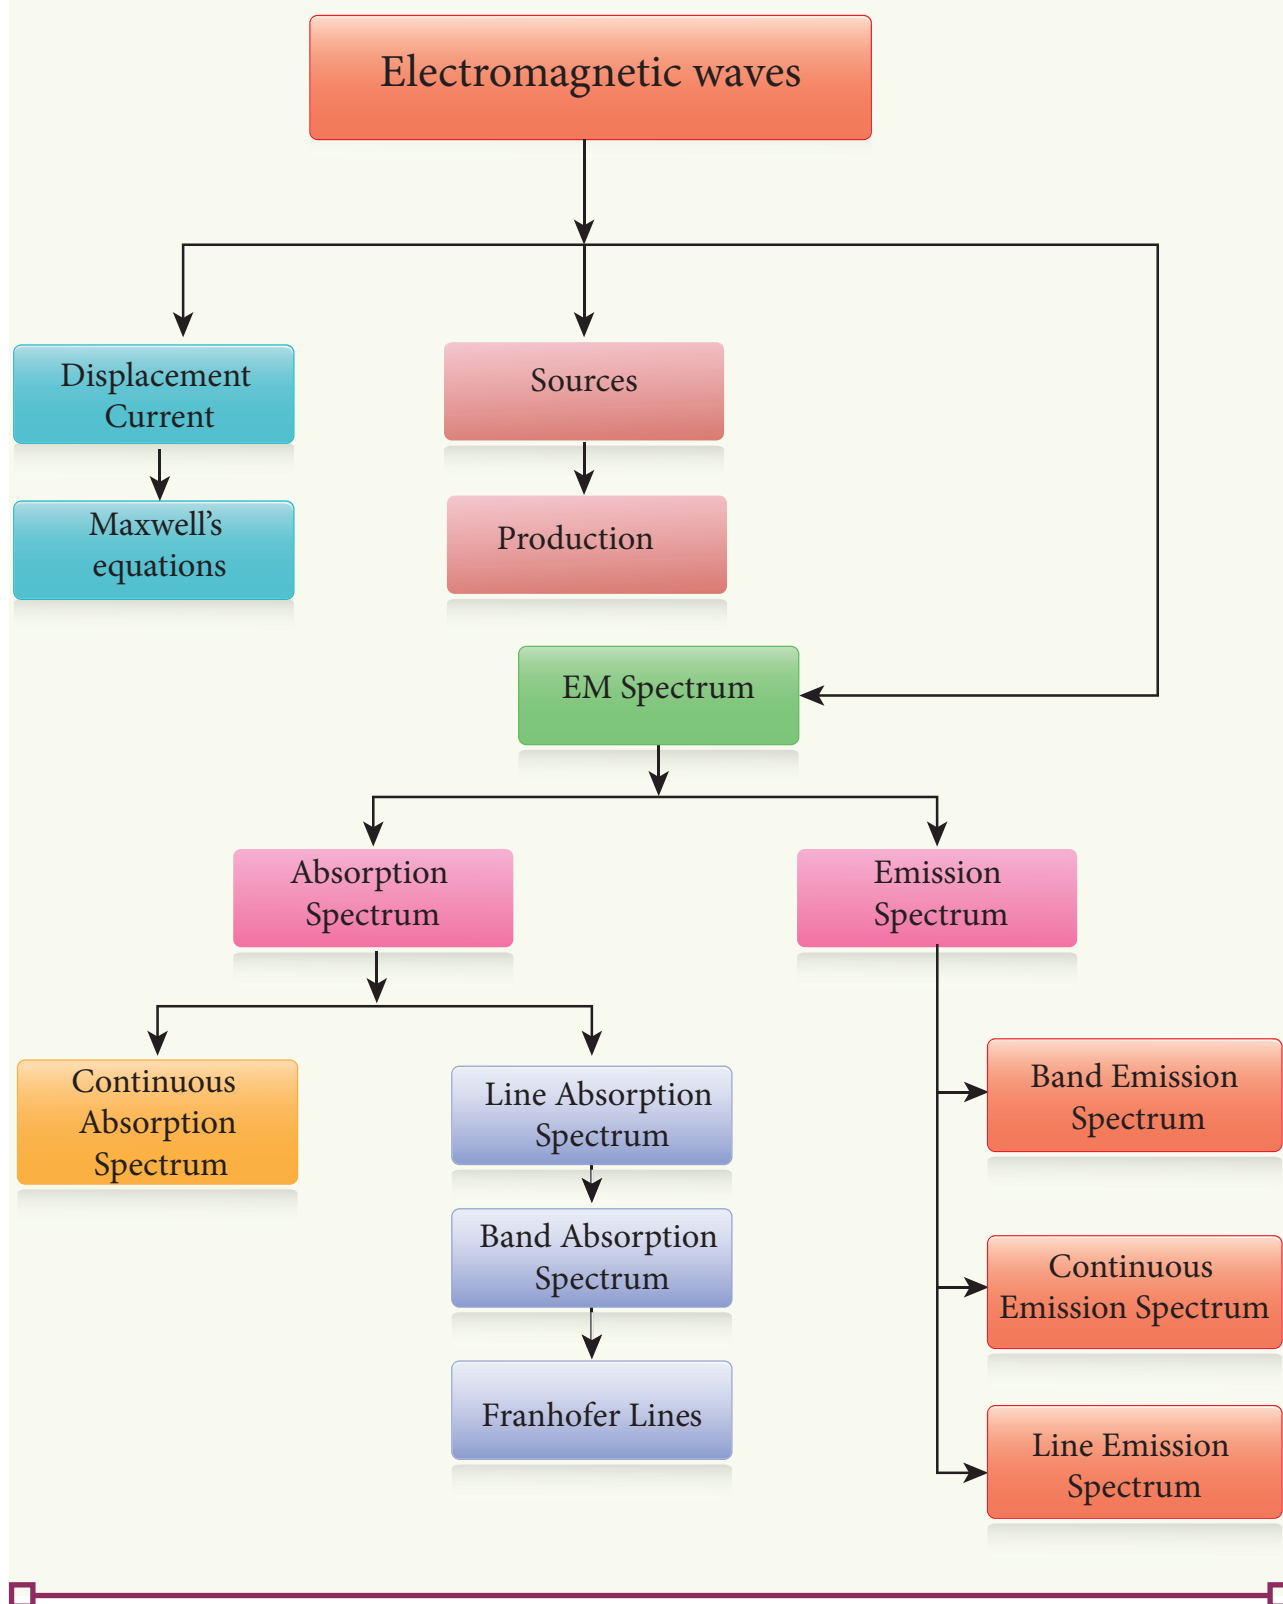 Electromagnetic waves
Displacement
Current
Sources
Maxwell's
equations
Production
EM Spectrum
Absorption
Spectrum
Emission
Spectrum
Continuous
Absorption
Spectrum
Line Absorption
Spectrum
Band Absorption
Spectrum
Franhofer Lines
Band Emission
Spectrum
Continuous
Emission Spectrum
Line Emission
Spectrum